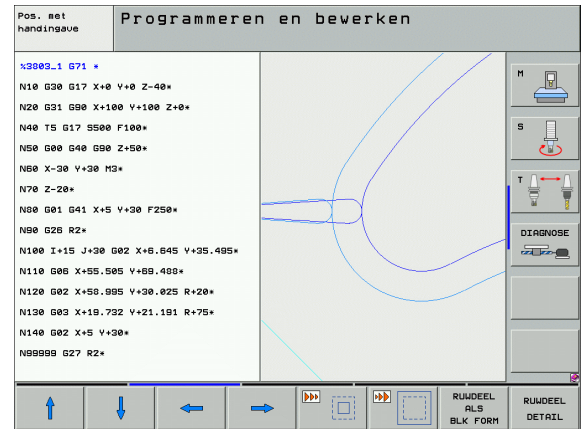 Pos. met
handingave
Programmeren en bewerken
%3803_1 G71 *
N10 G30 G17 X+0 Y+0 Z-40*
N20 G31 G90 X+100 Y+100 Z+0*
N40 T5 G17 S500 F100*
N50 G00 G40 G90 Z+50*
N60 X-30 Y+30 M3*
N70 Z-20*
N80 G01 G41 X+5 Y+30 F250*
N90 G26 R2*
N100 I+15 J+30 G02 X+6.645 Y+35.495*
N110 G06 X+55.505 Y+69.488*
N120 G02 X+58.995 Y+30.025 R+20*
N130 G03 X+19.732 Y+21.191 R+75*
N140 G02 X+5 Y+30*
N99999 G27 R2*
M
S
T
DIAGNOSE
RUWDEEL
ALS
BLK FORM
RUWDEEL
DETAIL